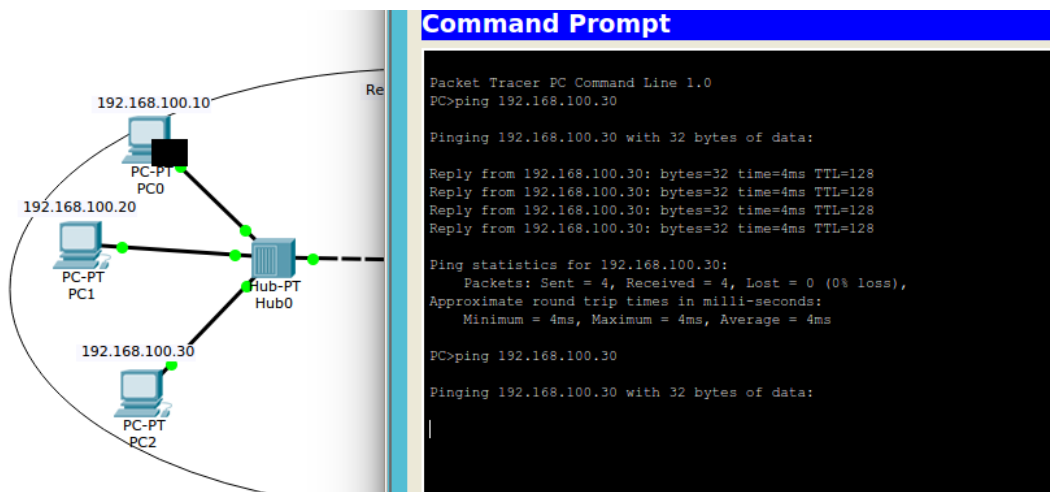 192.168.100.10
Re
PC-PT
PC0
192.168.100.20
PC-PT
PC1
Hub-PT
Hub0
192.168.100.30
PC-PT
PC2
Command Prompt
Packet Tracer PC Command Line 1.0
PC>ping 192.168.100.30
Pinging 192.168.100.30 with 32 bytes of data:
Reply from 192.168.100.30: bytes=32 time=4ms TTL=128
Reply from 192.168.100.30: bytes=32 time=4ms TTL=128
Reply from 192.168.100.30: bytes=32 time=4ms TTL=128
Reply from 192.168.100.30: bytes=32 time=4ms TTL=128
Ping statistics for 192.168.100.30:
Packets: Sent = 4, Received = 4, Lost = 0 (0% loss),
Approximate round trip times in milli-seconds:
Minimum = 4ms, Maximum = 4ms, Average = 4ms
PC>ping 192.168.100.30
Pinging 192.168.100.30 with 32 bytes of data: